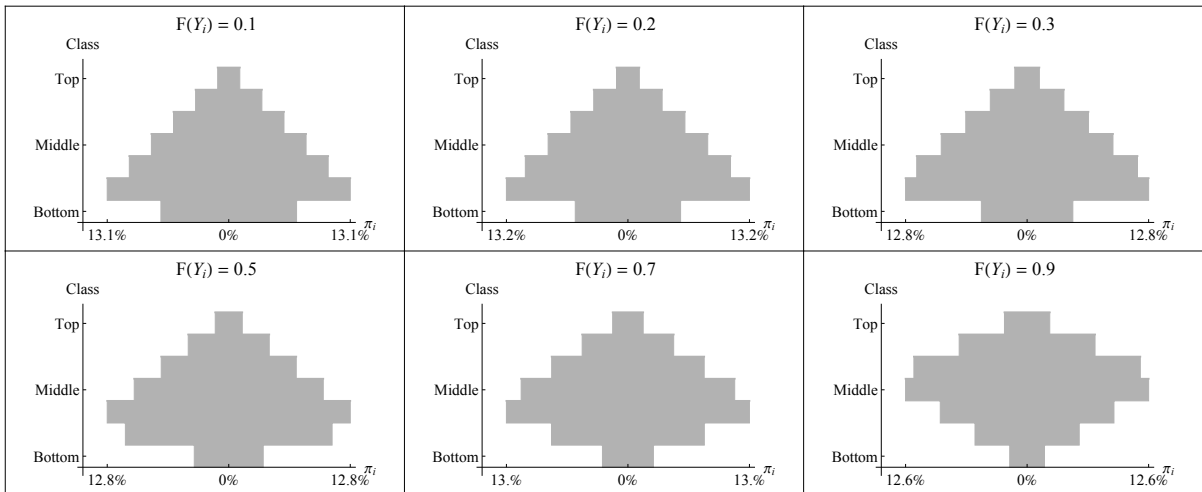 F(Y_i) = 0.1
Class
Top
Middle
Bottom
13.1% 0% 13.1% π_i
F(Y_i) = 0.2
Class
Top
Middle
Bottom
13.2% 0% 13.2% π_i
F(Y_i) = 0.3
Class
Top
Middle
Bottom
12.8% 0% 12.8% π_i
F(Y_i) = 0.5
Class
Top
Middle
Bottom
12.8% 0% 12.8% π_i
F(Y_i) = 0.7
Class
Top
Middle
Bottom
13.% 0% 13.% π_i
F(Y_i) = 0.9
Class
Top
Middle
Bottom
12.6% 0% 12.6% π_i